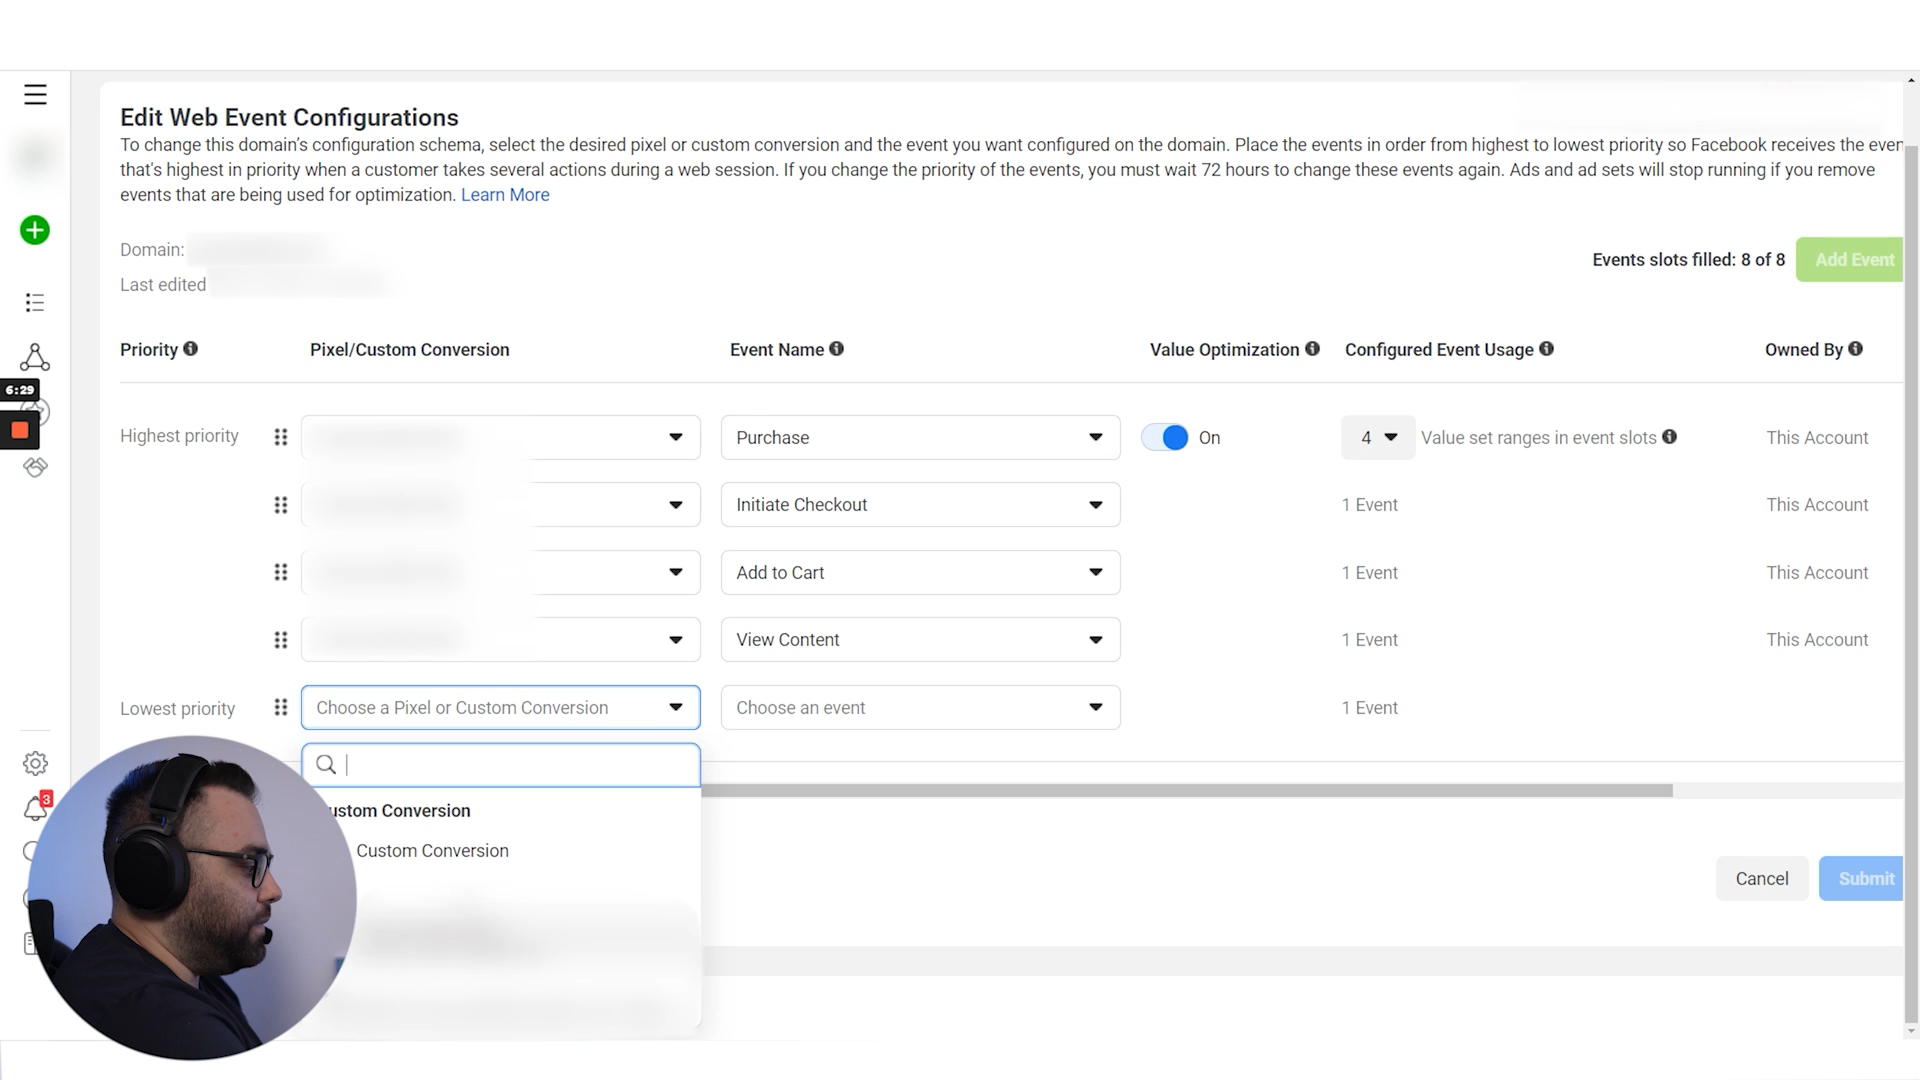 Edit Web Event Configurations
To change this domain's configuration schema, select the desired pixel or custom conversion and the event you want configured on the domain. Place the events in order from highest to lowest priority so Facebook receives the even
that's highest in priority when a customer takes several actions during a web session. If you change the priority of the events, you must wait 72 hours to change these events again. Ads and ad sets will stop running if you remove
events that are being used for optimization. Learn More
Domain:
Events slots filled: 8 of 8 Add Event
Last edited
Priority Pixel/Custom Conversion Event Name Value Optimization Configured Event Usage Owned By
6:29
Highest priority Purchase On 4 Value set ranges in event slots This Account
Initiate Checkout 1 Event This Account
Add to Cart 1 Event This Account
View Content 1 Event This Account
Lowest priority Choose a Pixel or Custom Conversion Choose an event 1 Event
3
ustom Conversion
Custom Conversion
Cancel Submit